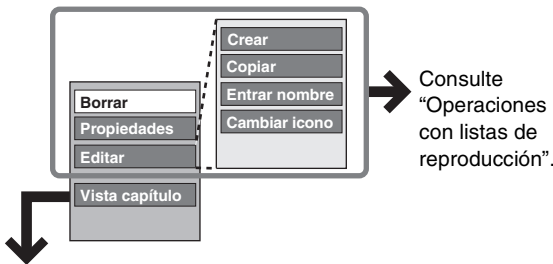 Crear
Copiar
Entrar nombre
Cambiar icono
Borrar
Propiedades
Editar
Vista capítulo
Consulte
“Operaciones
con listas de
reproducción”.